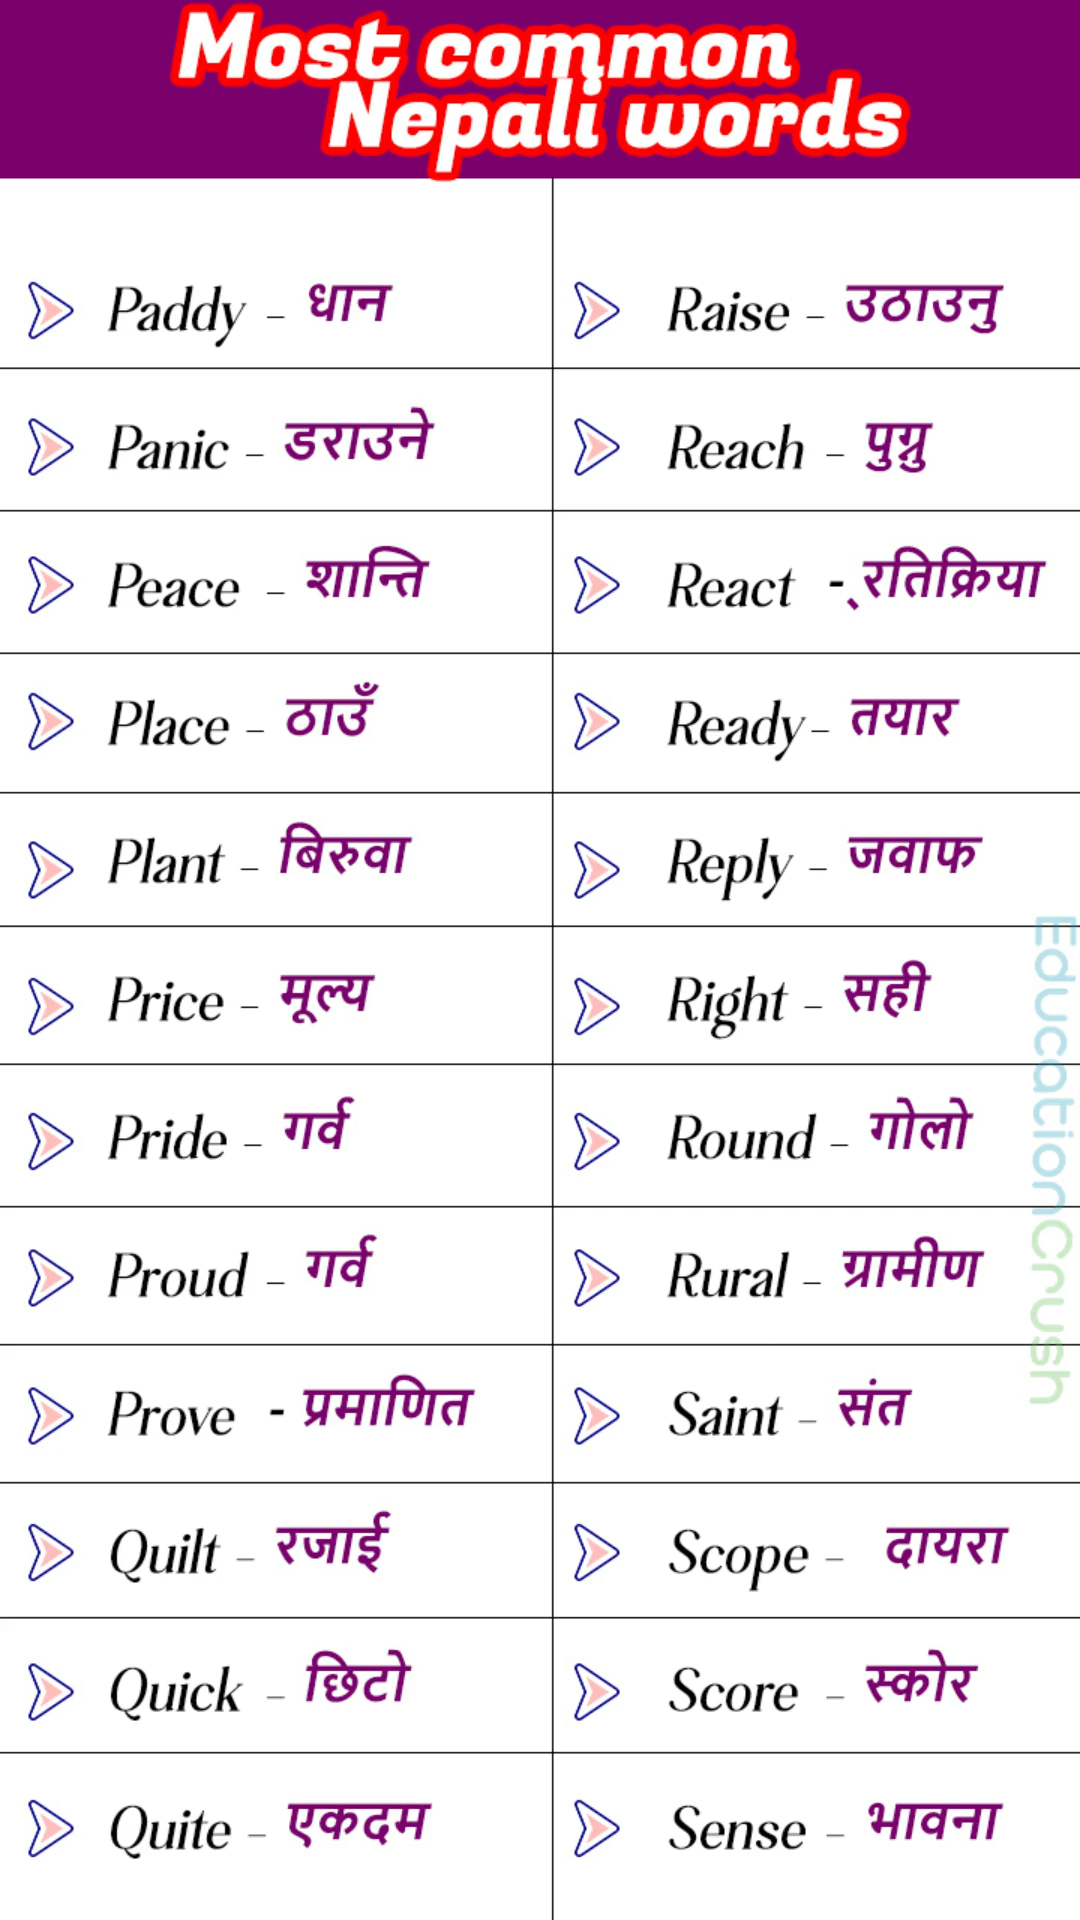 Most common
Nepali words
Paddy - धान
Raise - उठाउनु
Panic - डराउने
Reach - पुग्नु
Peace - शान्ति
React - ्रतिक्रिया
Place - ठाउँ
Ready - तयार
Plant - बिरुवा
Reply - जवाफ
Price - मूल्य
Right - सही
Pride - गर्व
Round - गोलो
Proud - गर्व
Rural - ग्रामीण
Prove - प्रमाणित
Saint - संत
Quilt - रजाई
Scope - दायरा
Quick - छिटो
Score - स्कोर
Quite - एकदम
Sense - भावना
EducationCrush